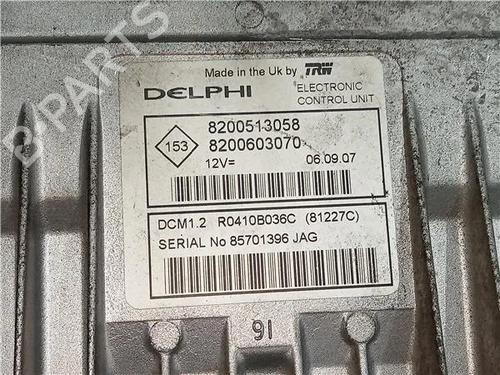 Made in the Uk by TRW
DELPHI
ELECTRONIC
CONTROL UNIT
8200513058
153
8200603070
12V= 06.09.07
DCM1.2 R0410B036C (81227C)
SERIAL No 85701396 JAG
91
B-PARTS